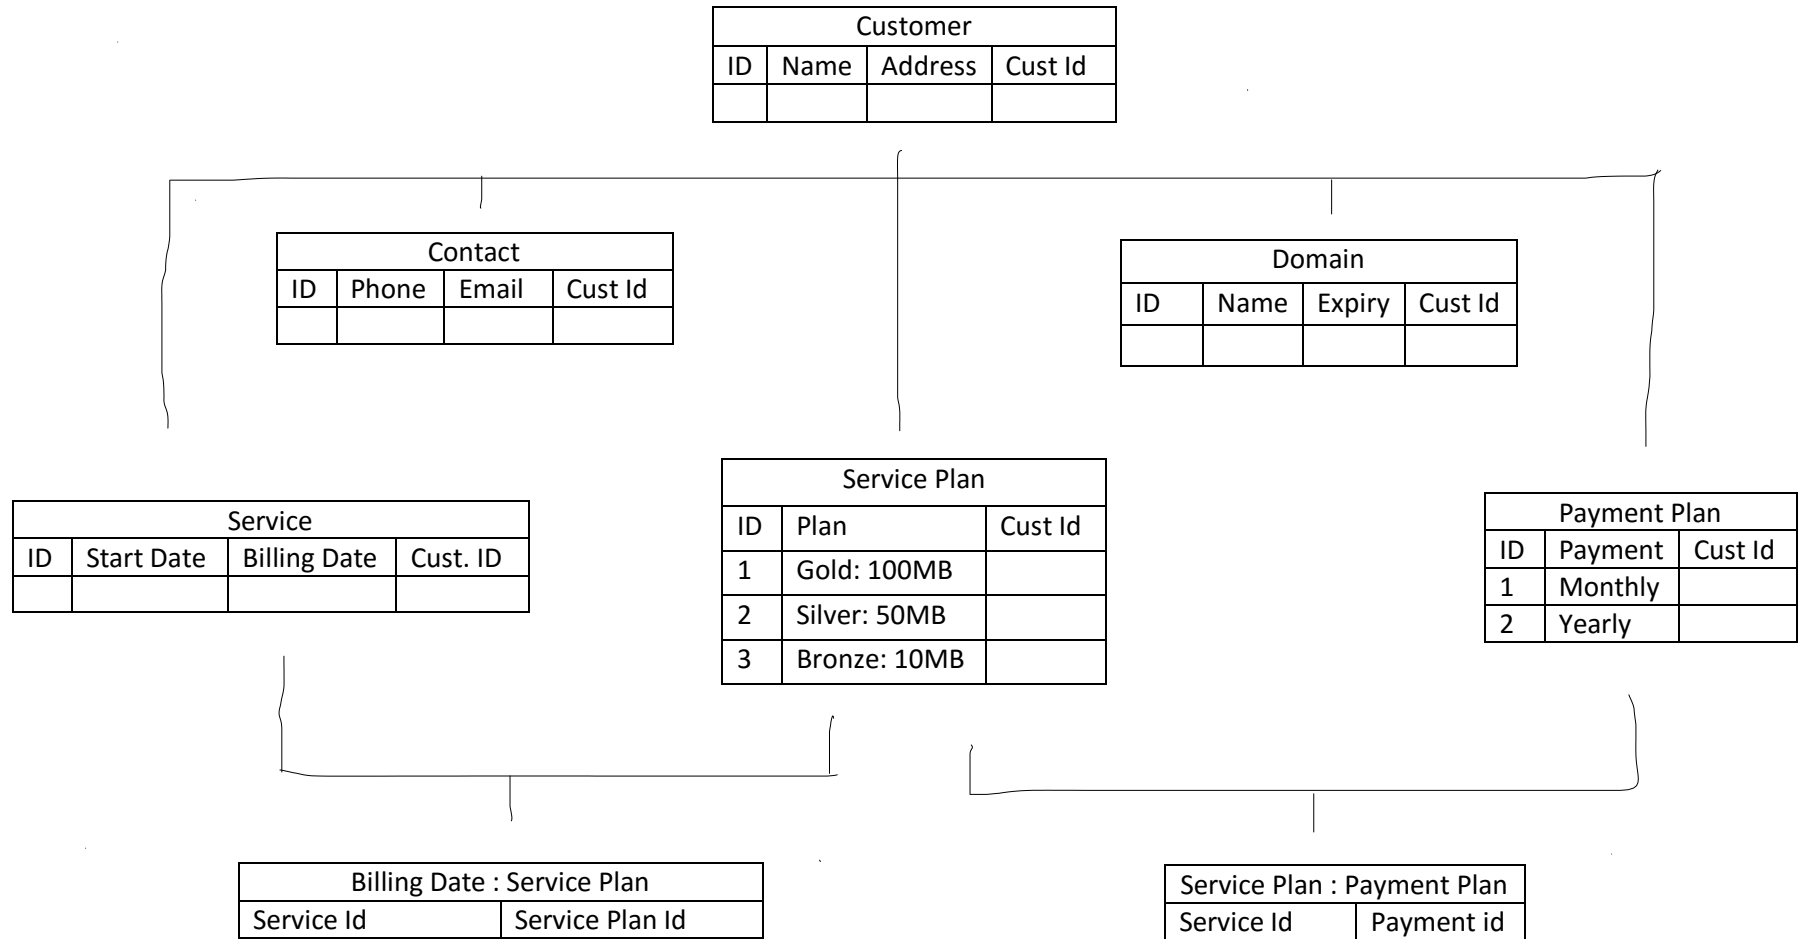 Customer
ID Name Address Cust Id
Contact
ID Phone Email Cust Id
Domain
ID Name Expiry Cust Id
Service
ID Start Date Billing Date Cust. ID
Service Plan
ID Plan Cust Id
1 Gold: 100MB
2 Silver: 50MB
3 Bronze: 10MB
Payment Plan
ID Payment Cust Id
1 Monthly
2 Yearly
Billing Date : Service Plan
Service Id Service Plan Id
Service Plan : Payment Plan
Service Id Payment id